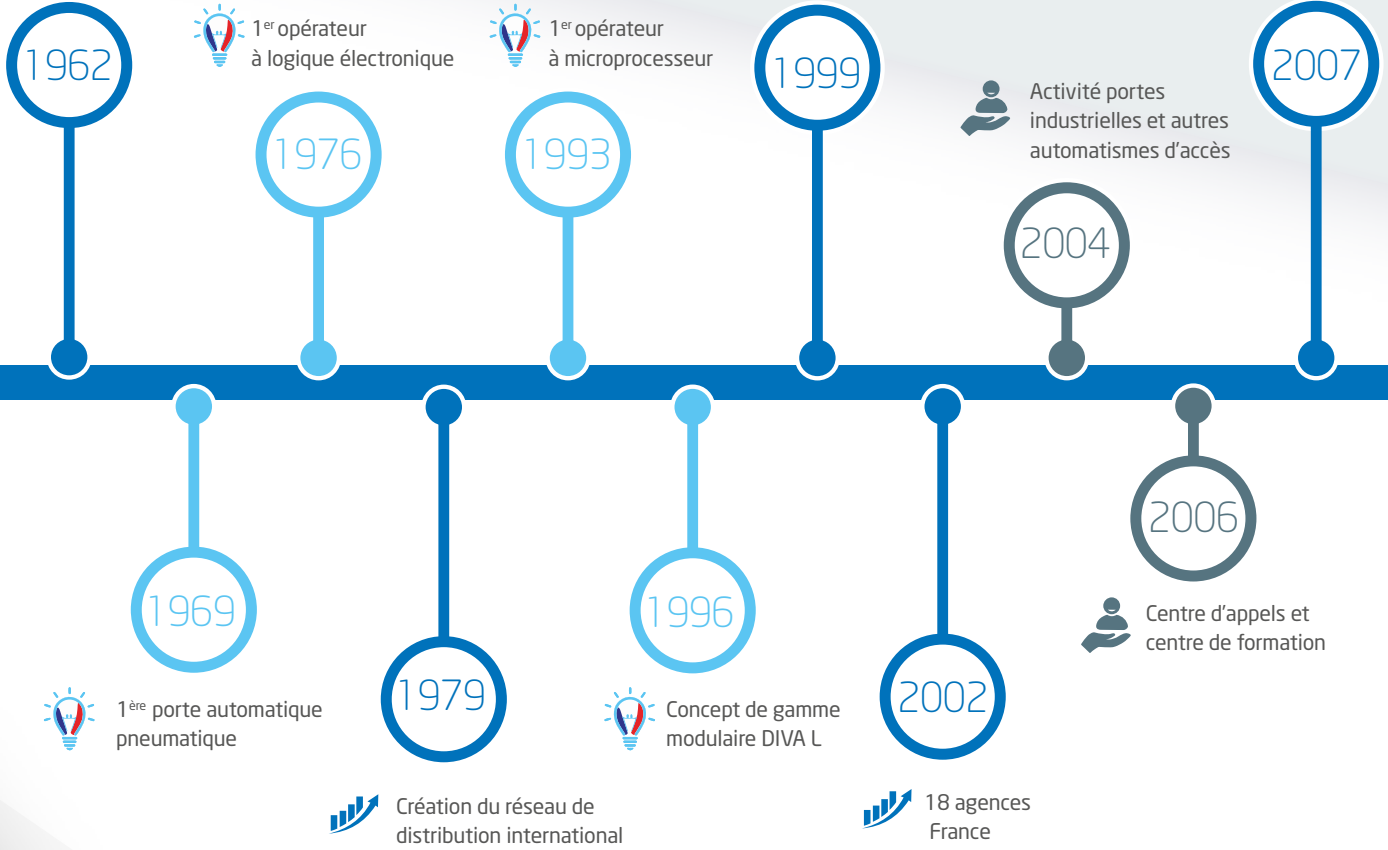 1962
1er opérateur
à logique électronique
1976
1er opérateur
à microprocesseur
1993
1999
Activité portes
industrielles et autres
automatismes d'accès
2004
2007
1969
1ère porte automatique
pneumatique
1979
Création du réseau de
distribution international
1996
Concept de gamme
modulaire DIVA L
2002
18 agences
France
2006
Centre d'appels et
centre de formation